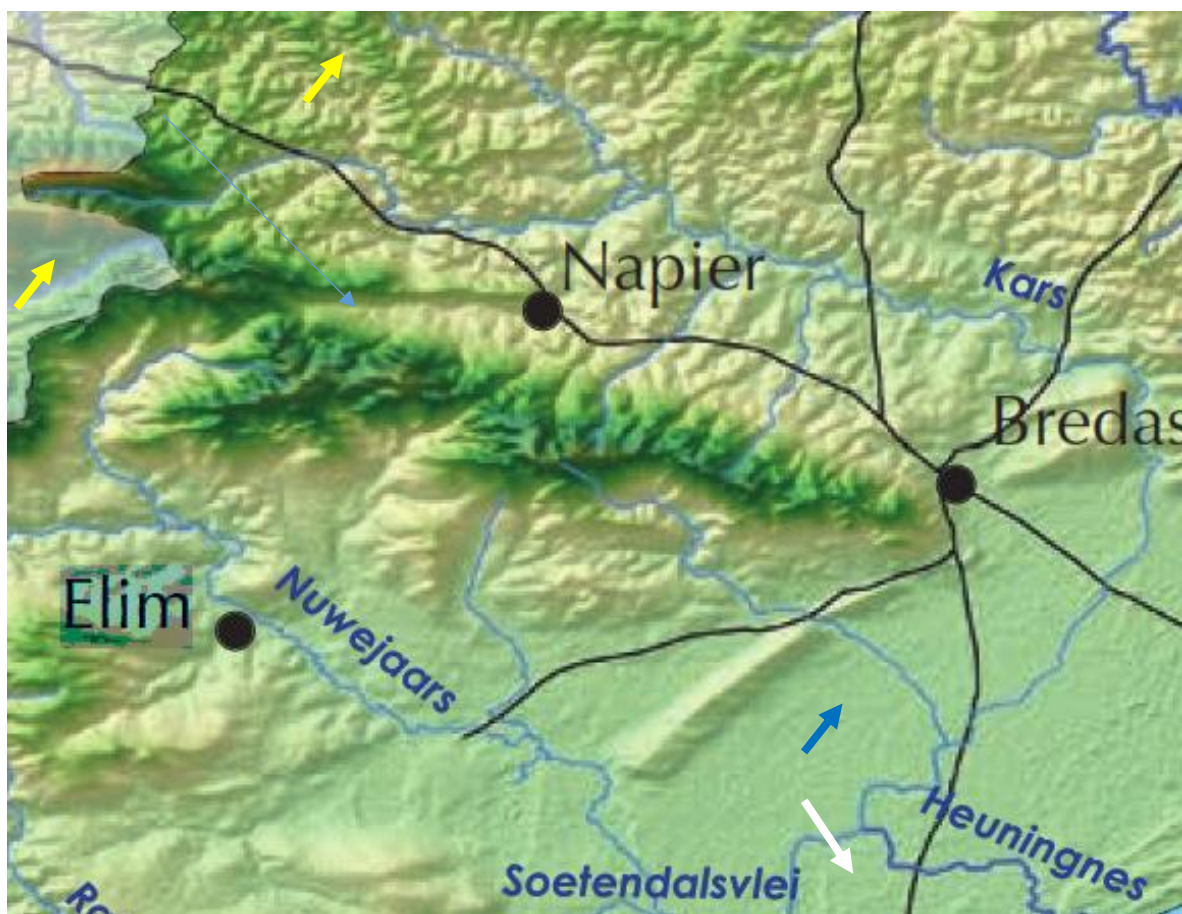 Napier
Kars
Bredas
Elim
Nuwejaars
Heuningnes
Soetendalsvlei